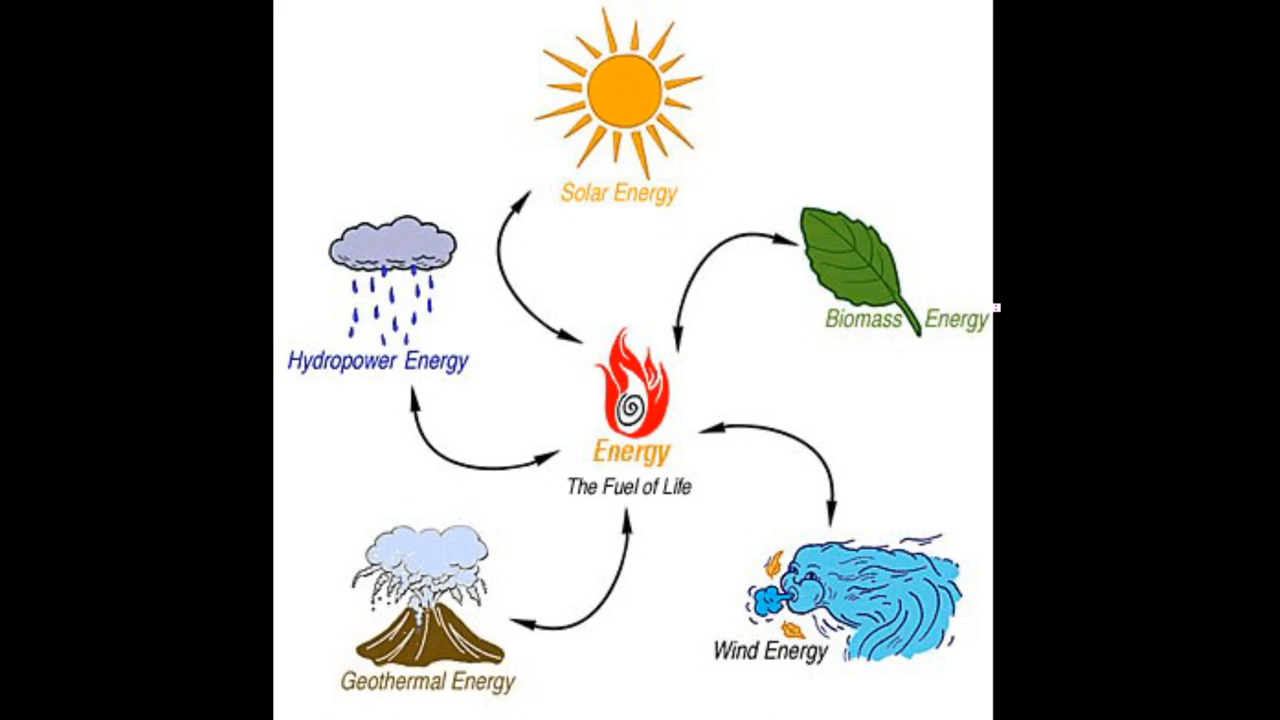 Solar Energy
Biomass Energy
Hydropower Energy
Energy
The Fuel of Life
Wind Energy
Geothermal Energy